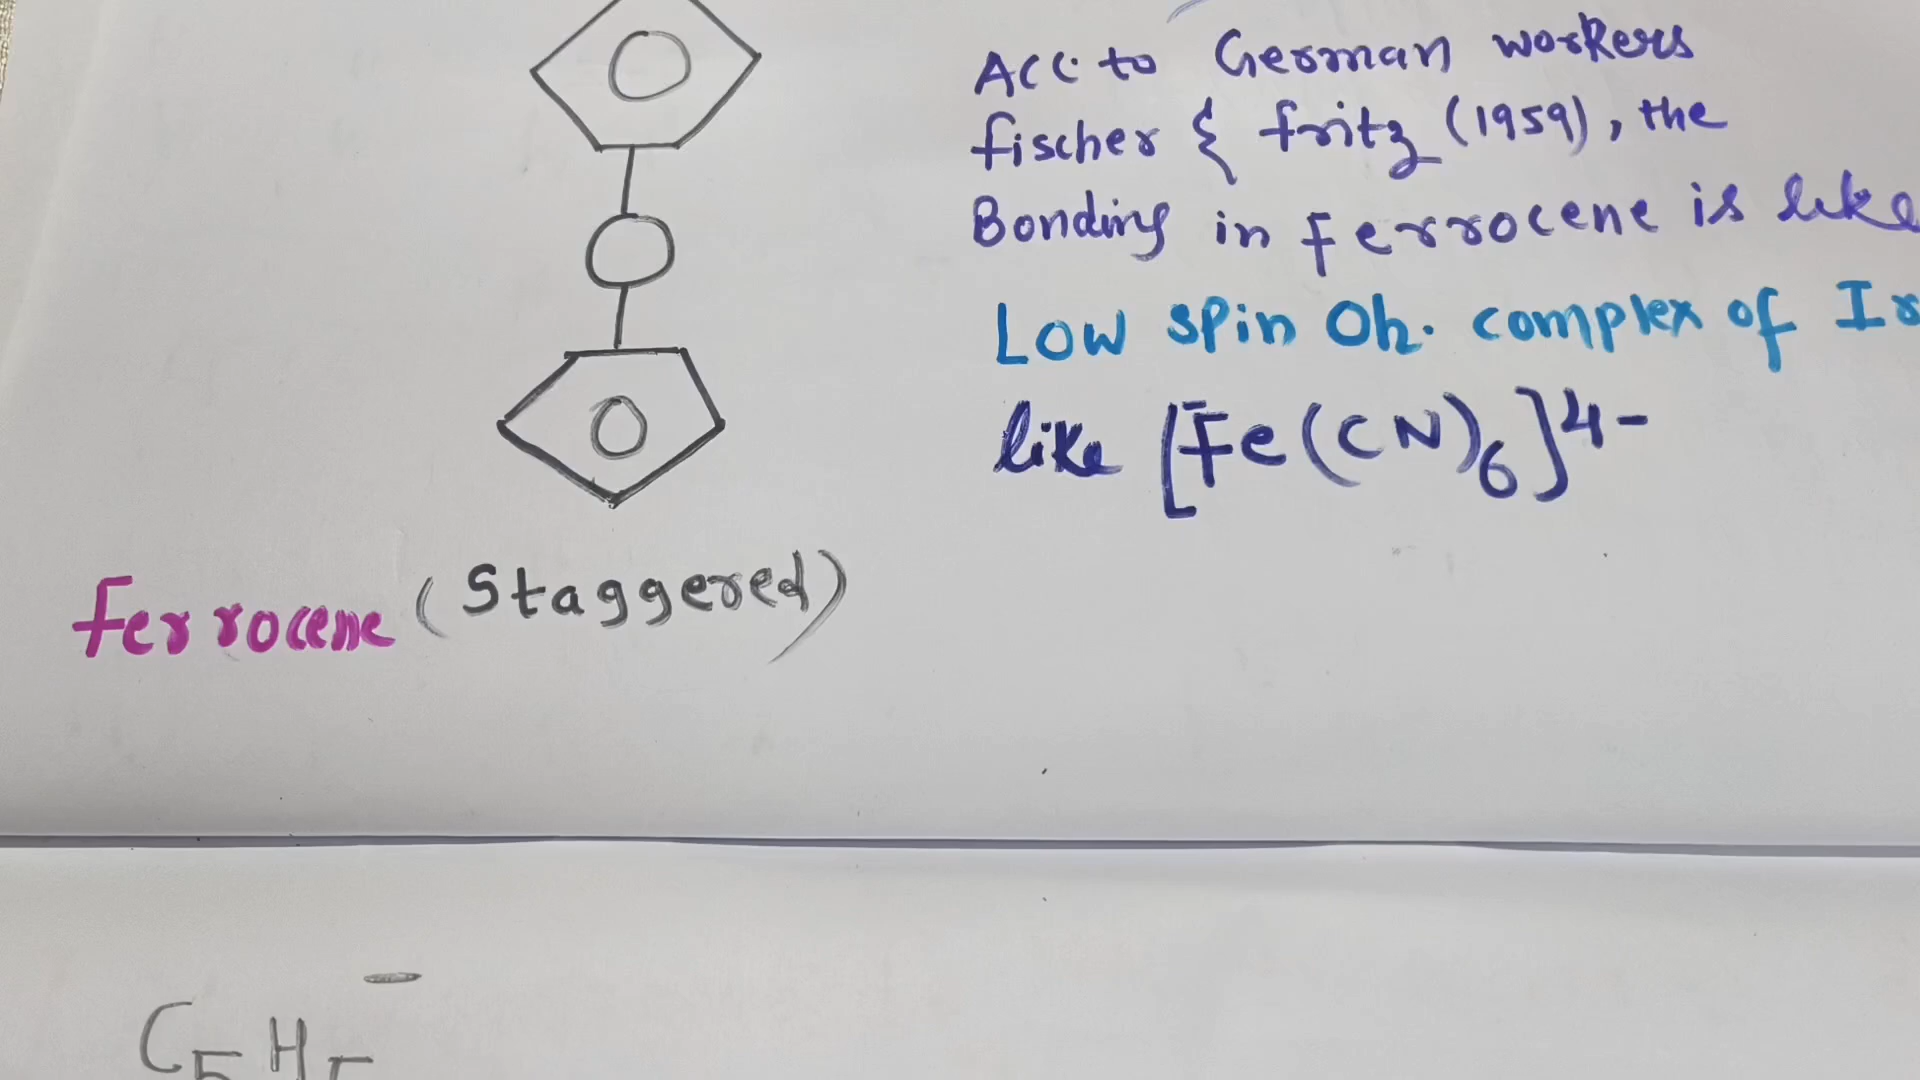 Acc. to German workers
fischer & fritz (1959), the
Bonding in Ferrocene is like
Low spin Oh. complex of
like [Fe(CN)6]4-
Ferrocene (Staggered)
C5H5-